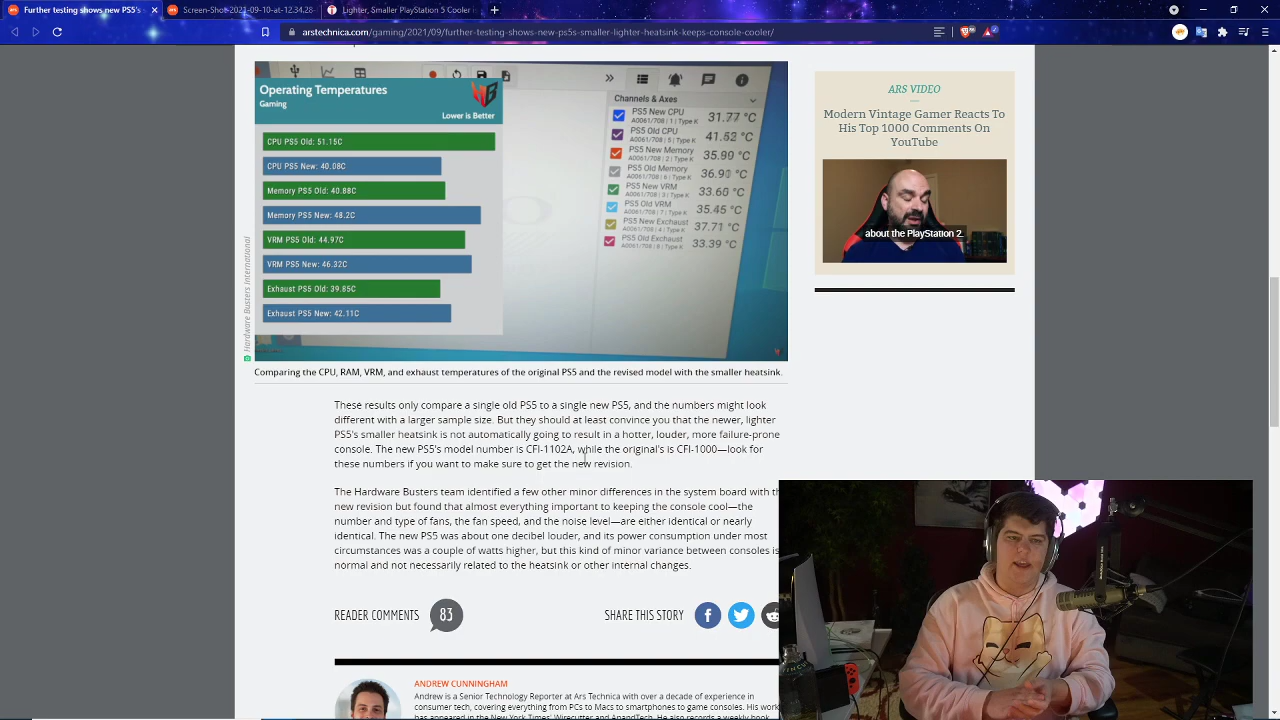 Further testing shows new PS5's s
Screen-Shot-2021-09-10-at-12.34.28-
Lighter, Smaller PlayStation 5 Cooler
arstechnica.com/gaming/2021/09/further-testing-shows-new-ps5s-smaller-lighter-heatsink-keeps-console-cooler/
Operating Temperatures
Gaming
Lower is Better
CPU PS5 Old: 51.15C
CPU PS5 New: 40.08C
Memory PS5 Old: 40.88C
Memory PS5 New: 48.2C
VRM PS5 Old: 44.97C
VRM PS5 New: 46.32C
Exhaust PS5 Old: 39.85C
Exhaust PS5 New: 42.11C
Channels & Axes
PS5 New CPU 31.77 °C
A0061/708 | 1 | Type K
PS5 Old CPU 41.52 °C
A0061/708 | 5 | Type K
PS5 New Memory 35.90 °C
A0061/708 | 2 | Type K
PS5 Old Memory
A0061/708 | 6 | Type K
PS5 New VRM 33.60 °C
A0061/708 | 3 | Type K
PS5 Old VRM 35.45 °C
A0061/708 | 7 | Type K
PS5 New Exhaust 37.71 °C
A0061/708 | 4 | Type K
PS5 Old Exhaust 33.39 °C
A0061/708 | 8 | Type K
Hardware Busters International
Comparing the CPU, RAM, VRM, and exhaust temperatures of the original PS5 and the revised model with the smaller heatsink.
ARS VIDEO
Modern Vintage Gamer Reacts To
His Top 1000 Comments On
YouTube
about the PlayStation 2.
These results only compare a single old PS5 to a single new PS5, and the numbers might look
different with a larger sample size. But they should at least convince you that the newer, lighter
PS5's smaller heatsink is not automatically going to result in a hotter, louder, more failure-prone
console. The new PS5's model number is CFI-1102A, while the original's is CFI-1000—look for
these numbers if you want to make sure to get the new revision.
The Hardware Busters team identified a few other minor differences in the system board with th
new revision but found that almost everything important to keeping the console cool—the
number and type of fans, the fan speed, and the noise level—are either identical or nearly
identical. The new PS5 was about one decibel louder, and its power consumption under most
circumstances was a couple of watts higher, but this kind of minor variance between consoles is
normal and not necessarily related to the heatsink or other internal changes.
READER COMMENTS 83
SHARE THIS STORY
ANDREW CUNNINGHAM
Andrew is a Senior Technology Reporter at Ars Technica with over a decade of experience in
consumer tech, covering everything from PCs to Macs to smartphones to game consoles. His work
has appeared in the New York Times' Wirecutter and AnandTech. He also records a weekly book